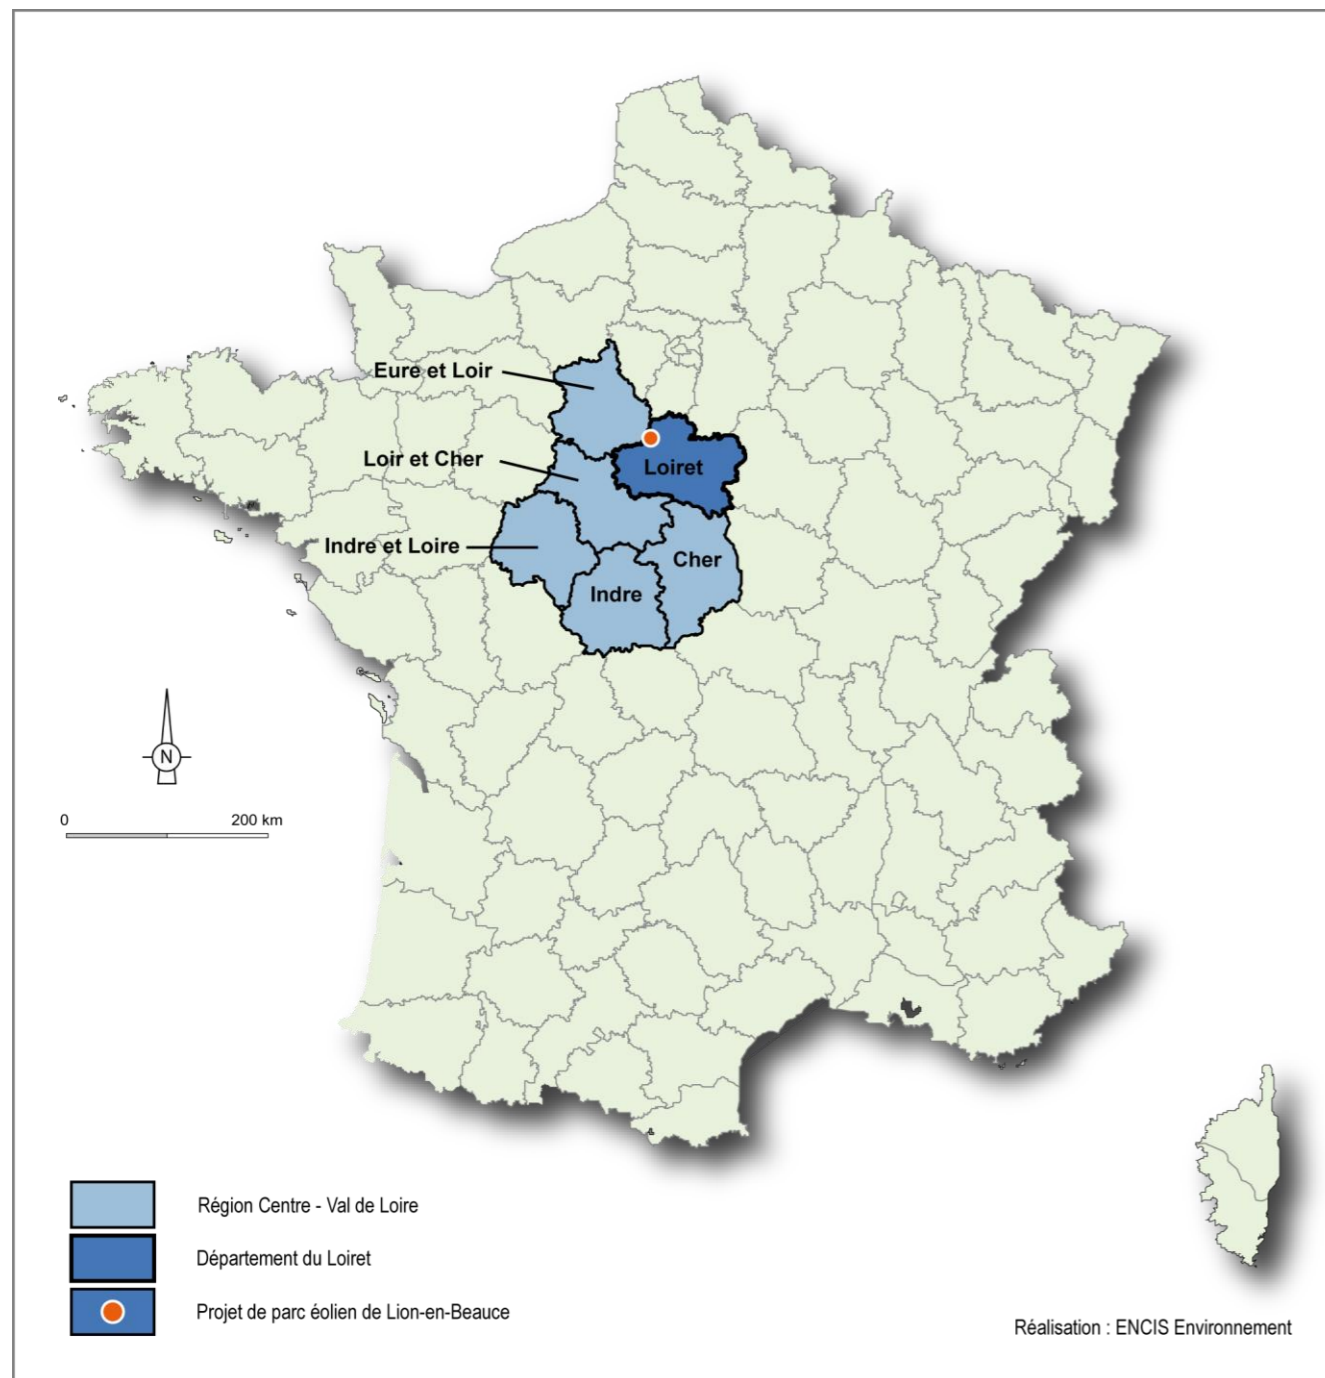 Eure et Loir
Loir et Cher
Loiret
Indre et Loire
Cher
Indre
N
0 200 km
Région Centre - Val de Loire
Département du Loiret
Projet de parc éolien de Lion-en-Beauce
Réalisation : ENCIS Environnement